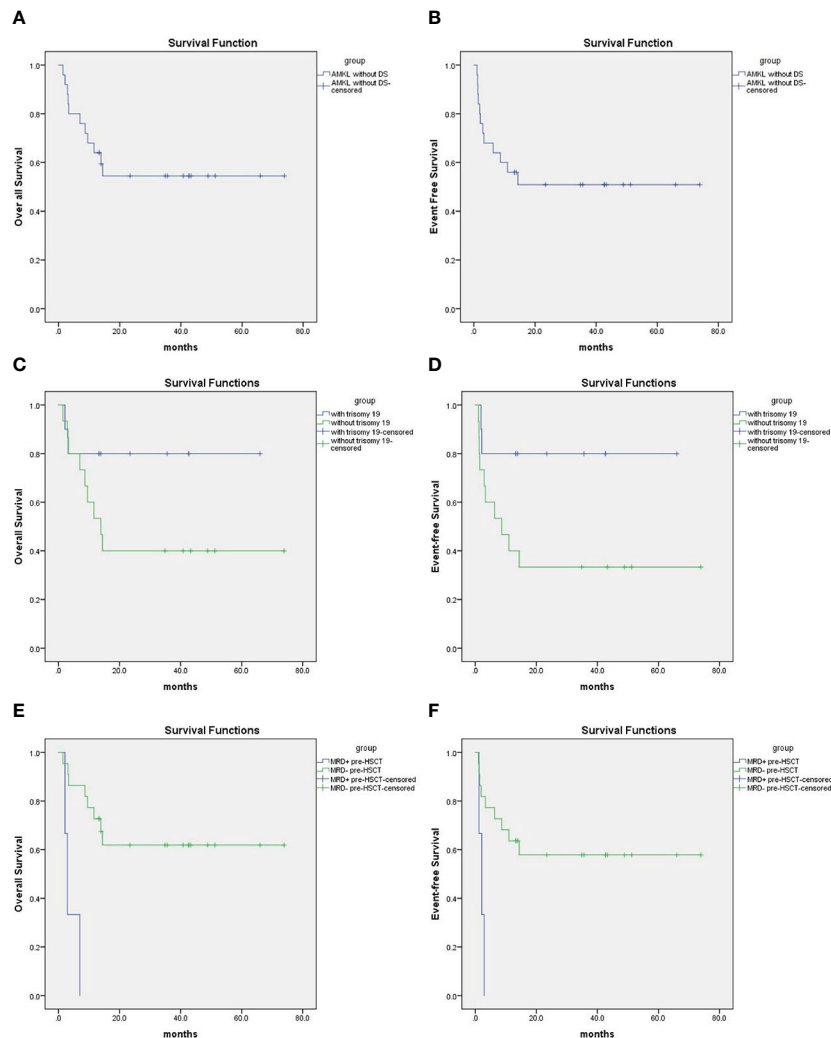 A
Survival Function
Over all Survival
1.0
0.8
0.6
0.4
0.2
0.0
.0 20.0 40.0 60.0 80.0
months
group
AMKL without DS
AMKL without DS-
censored
B
Survival Function
Event Free Survival
1.0
0.8
0.6
0.4
0.2
0.0
.0 20.0 40.0 60.0 80.0
months
group
AMKL without DS
AMKL without DS-
censored
C
Survival Functions
Overall Survival
1.0
0.8
0.6
0.4
0.2
0.0
.0 20.0 40.0 60.0 80.0
months
group
with trisomy 19
without trisomy 19
with trisomy 19-censored
without trisomy 19-
censored
D
Survival Functions
Event-free Survival
1.0
0.8
0.6
0.4
0.2
0.0
.0 20.0 40.0 60.0 80.0
months
group
with trisomy 19
without trisomy 19
with trisomy 19-censored
without trisomy 19-
censored
E
Survival Functions
Overall Survival
1.0
0.8
0.6
0.4
0.2
0.0
.0 20.0 40.0 60.0 80.0
months
group
MRD+ pre-HSCT
MRD- pre-HSCT
MRD+ pre-HSCT-censored
MRD- pre-HSCT-censored
F
Survival Functions
Event-free Survival
1.0
0.8
0.6
0.4
0.2
0.0
.0 20.0 40.0 60.0 80.0
months
group
MRD+ pre-HSCT
MRD- pre-HSCT
MRD+ pre-HSCT-censored
MRD- pre-HSCT-censored